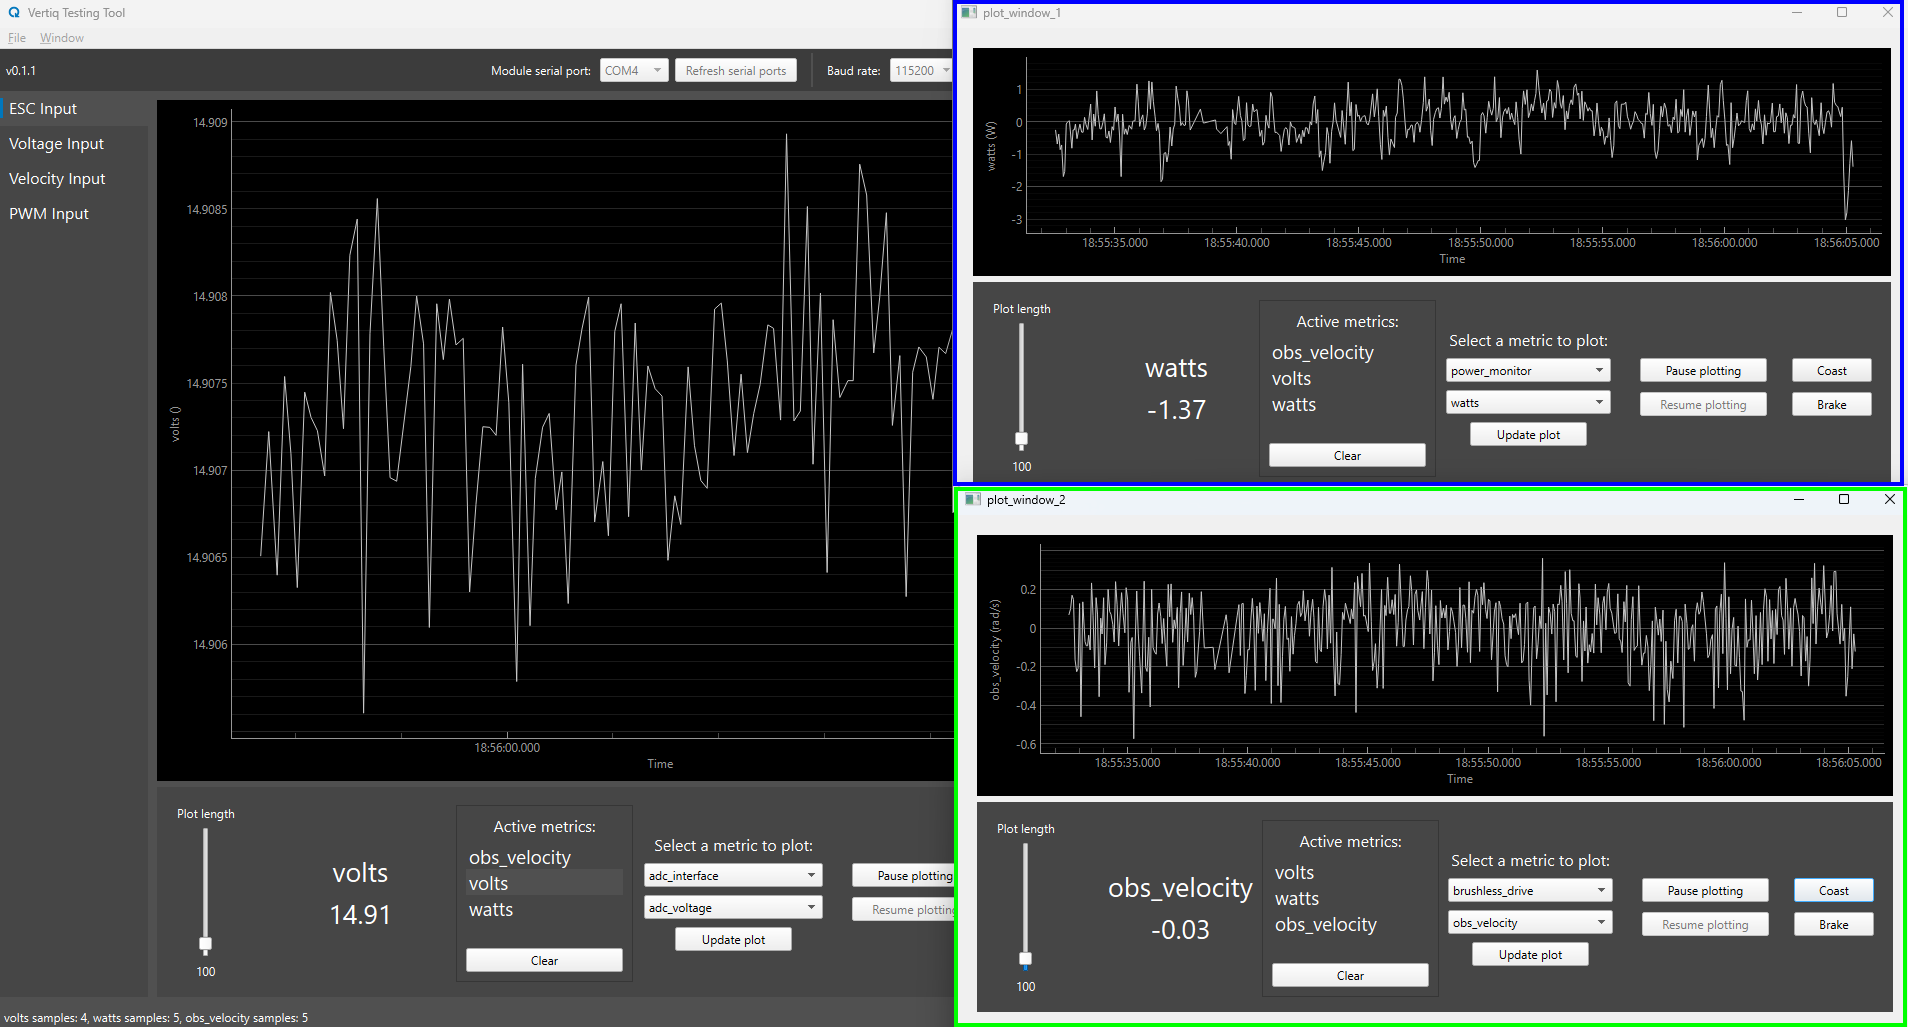 Vertiq Testing Tool
File Window
v0.1.1
Module serial port: COM4 Refresh serial ports Baud rate: 115200
ESC Input
Voltage Input
Velocity Input
PWM Input
14.909
14.9085
14.908
14.9075
14.907
14.9065
14.906
volts ()
18:56:00.000
Time
Plot length
100
volts
14.91
Active metrics:
obs_velocity
volts
watts
Clear
Select a metric to plot:
adc_interface
adc_voltage
Update plot
Pause plotting
Resume plotting
volts samples: 4, watts samples: 5, obs_velocity samples: 5
plot_window_1
1
0
-1
-2
-3
watts (W)
18:55:35.000 18:55:40.000 18:55:45.000 18:55:50.000 18:55:55.000 18:56:00.000 18:56:05.000
Time
Plot length
100
watts
-1.37
Active metrics:
obs_velocity
volts
watts
Clear
Select a metric to plot:
power_monitor
watts
Update plot
Pause plotting
Resume plotting
Coast
Brake
plot_window_2
0.2
0
-0.2
-0.4
-0.6
obs_velocity (rad/s)
18:55:35.000 18:55:40.000 18:55:45.000 18:55:50.000 18:55:55.000 18:56:00.000 18:56:05.000
Time
Plot length
100
obs_velocity
-0.03
Active metrics:
volts
watts
obs_velocity
Clear
Select a metric to plot:
brushless_drive
obs_velocity
Update plot
Pause plotting
Resume plotting
Coast
Brake